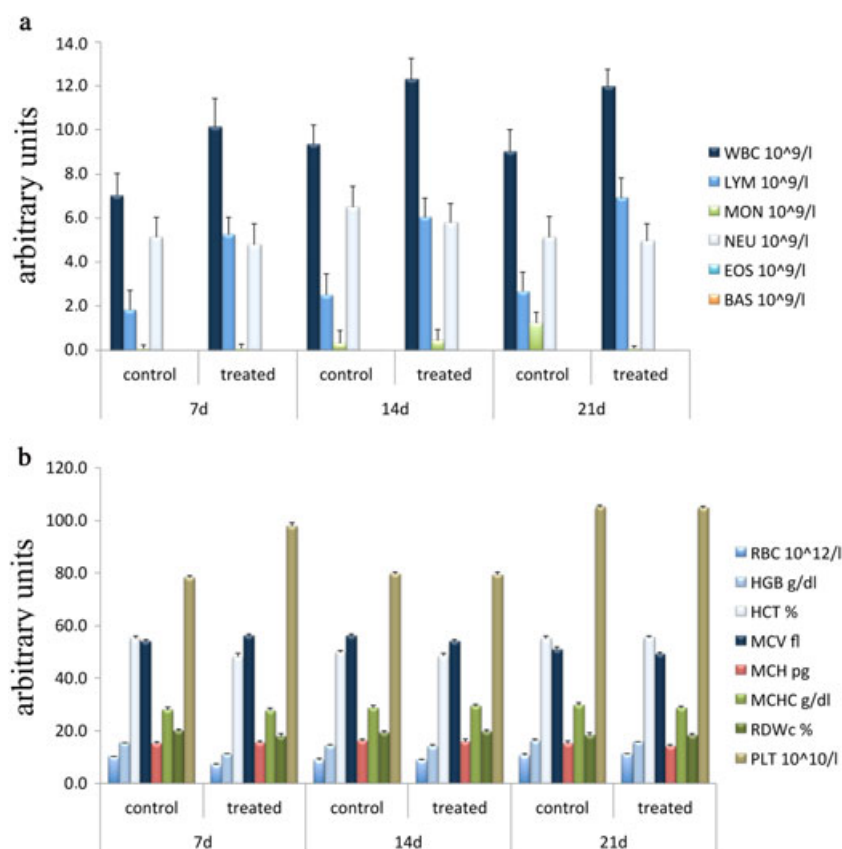 a
arbitrary units
14.0
12.0
10.0
8.0
6.0
4.0
2.0
0.0
control treated control treated control treated
7d 14d 21d
WBC 10^9/l
LYM 10^9/l
MON 10^9/l
NEU 10^9/l
EOS 10^9/l
BAS 10^9/l
b
arbitrary units
120.0
100.0
80.0
60.0
40.0
20.0
0.0
control treated control treated control treated
7d 14d 21d
RBC 10^12/l
HGB g/dl
HCT %
MCV fl
MCH pg
MCHC g/dl
RDWc %
PLT 10^10/l